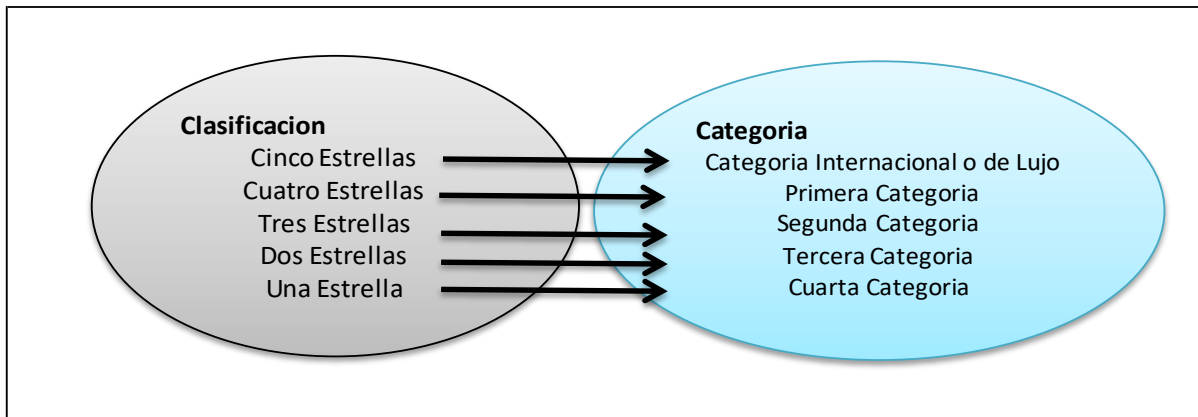 Clasificacion
Cinco Estrellas
Cuatro Estrellas
Tres Estrellas
Dos Estrellas
Una Estrella
Categoria
Categoria Internacional o de Lujo
Primera Categoria
Segunda Categoria
Tercera Categoria
Cuarta Categoria